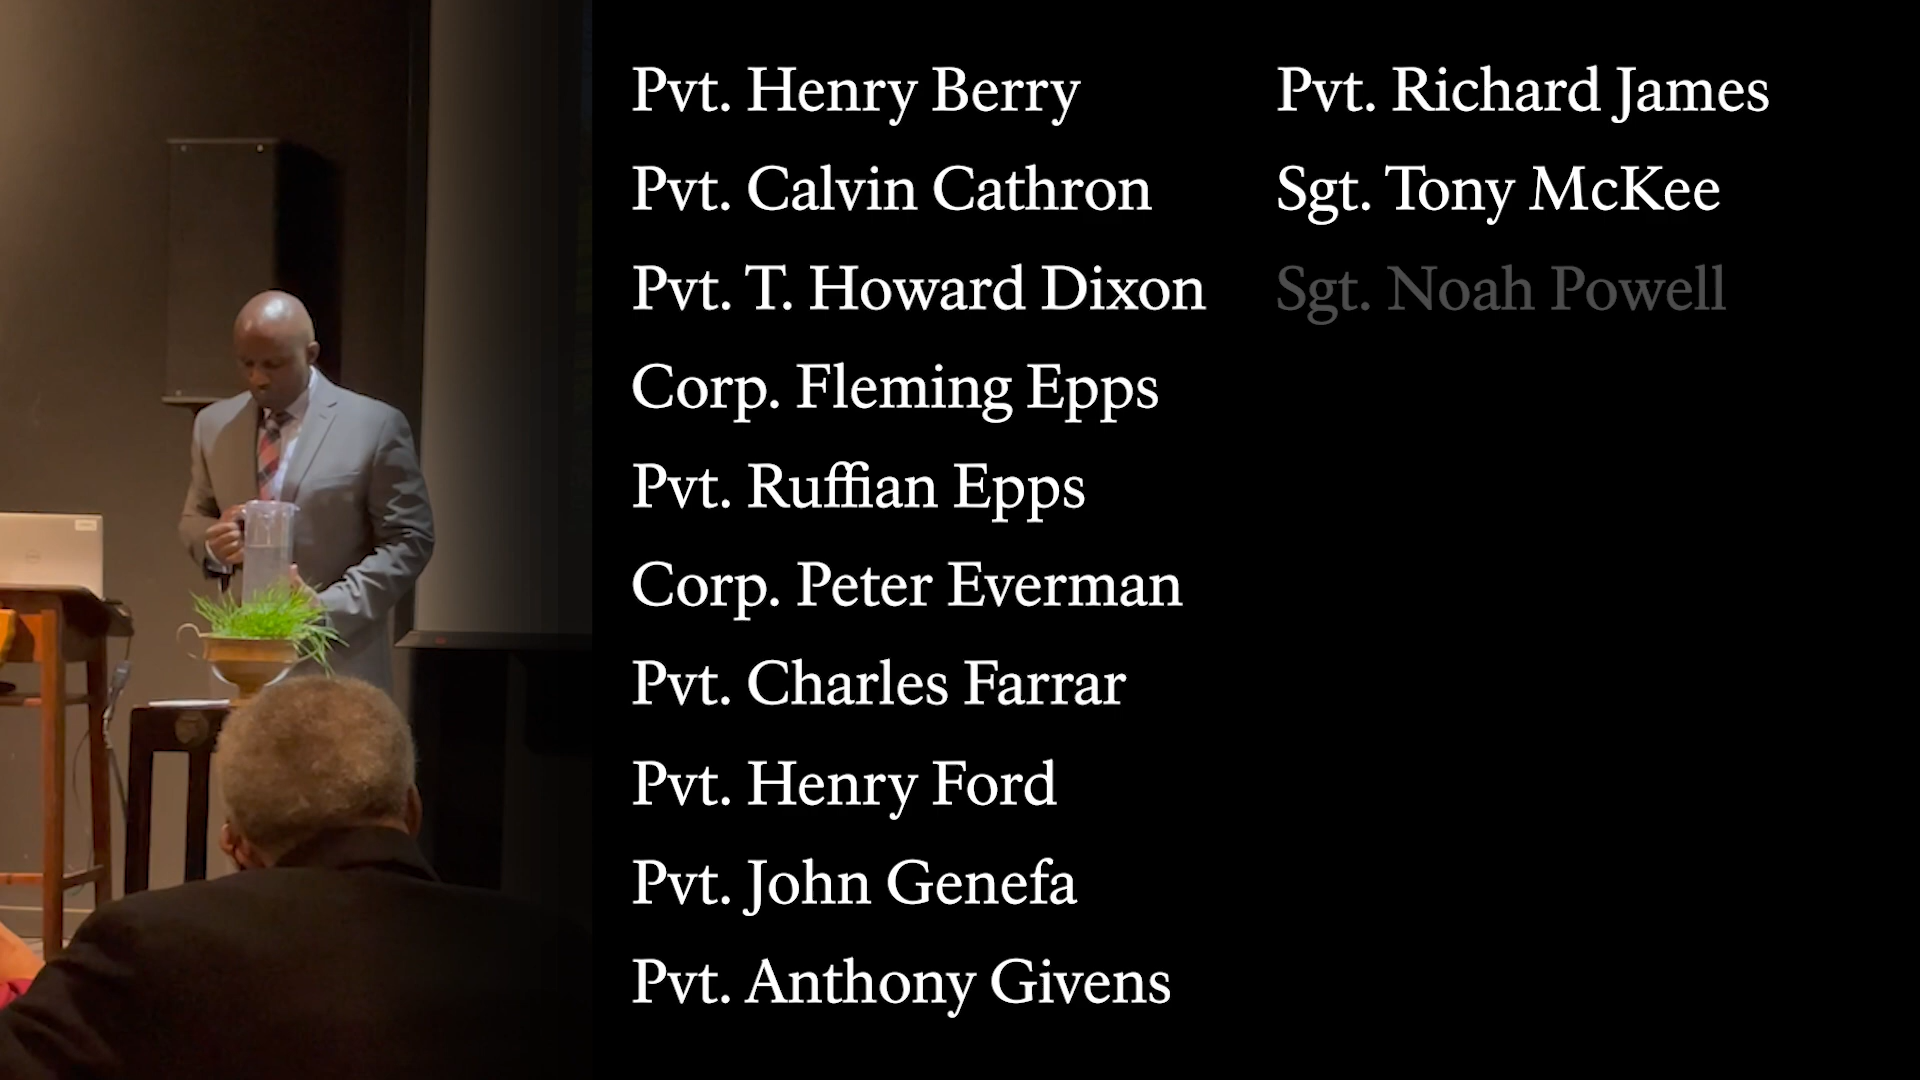 Pvt. Henry Berry
Pvt. Calvin Cathron
Pvt. T. Howard Dixon
Corp. Fleming Epps
Pvt. Ruffian Epps
Corp. Peter Everman
Pvt. Charles Farrar
Pvt. Henry Ford
Pvt. John Genefa
Pvt. Anthony Givens
Pvt. Richard James
Sgt. Tony McKee
Sgt. Noah Powell